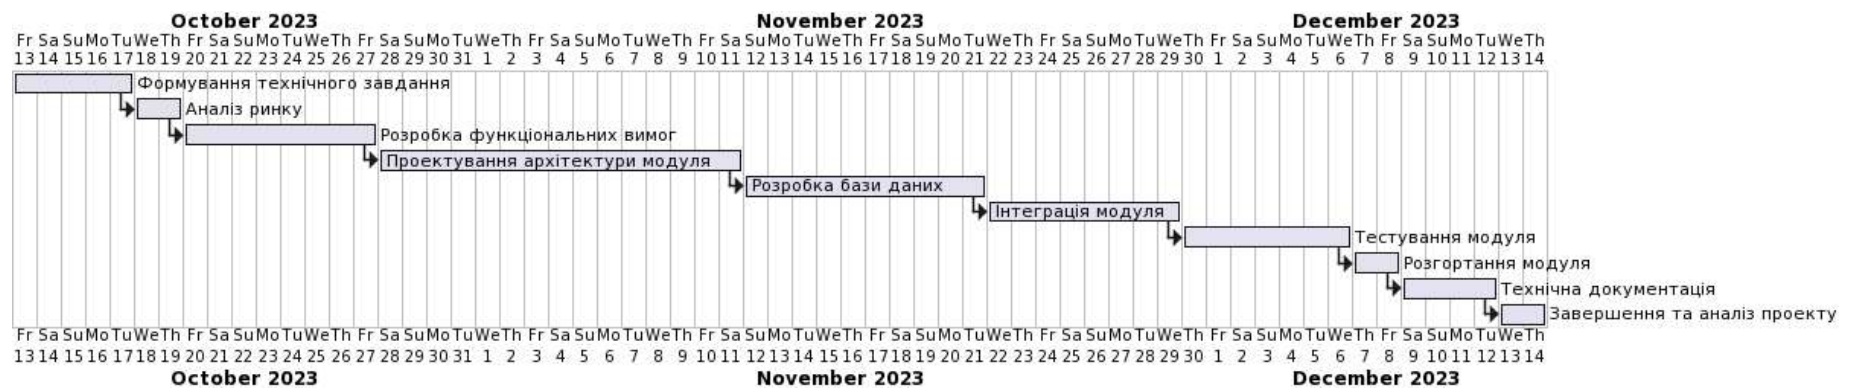 October 2023 November 2023 December 2023
Fr Sa Su Mo Tu We Th Fr Sa Su Mo Tu We Th Fr Sa Su Mo Tu We Th Fr Sa Su Mo Tu We Th Fr Sa Su Mo Tu We Th Fr Sa Su Mo Tu We Th Fr Sa Su Mo Tu We Th Fr Sa Su Mo Tu We Th Fr Sa Su Mo Tu We Th
13 14 15 16 17 18 19 20 21 22 23 24 25 26 27 28 29 30 31 1 2 3 4 5 6 7 8 9 10 11 12 13 14 15 16 17 18 19 20 21 22 23 24 25 26 27 28 29 30 1 2 3 4 5 6 7 8 9 10 11 12 13 14
Формування технічного завдання
Аналіз ринку
Розробка функціональних вимог
Проектування архітектури модуля
Розробка бази даних
Інтеграція модуля
Тестування модуля
Розгортання модуля
Технічна документація
Завершення та аналіз проекту
Fr Sa Su Mo Tu We Th Fr Sa Su Mo Tu We Th Fr Sa Su Mo Tu We Th Fr Sa Su Mo Tu We Th Fr Sa Su Mo Tu We Th Fr Sa Su Mo Tu We Th Fr Sa Su Mo Tu We Th Fr Sa Su Mo Tu We Th Fr Sa Su Mo Tu We Th
13 14 15 16 17 18 19 20 21 22 23 24 25 26 27 28 29 30 31 1 2 3 4 5 6 7 8 9 10 11 12 13 14 15 16 17 18 19 20 21 22 23 24 25 26 27 28 29 30 1 2 3 4 5 6 7 8 9 10 11 12 13 14
October 2023 November 2023 December 2023